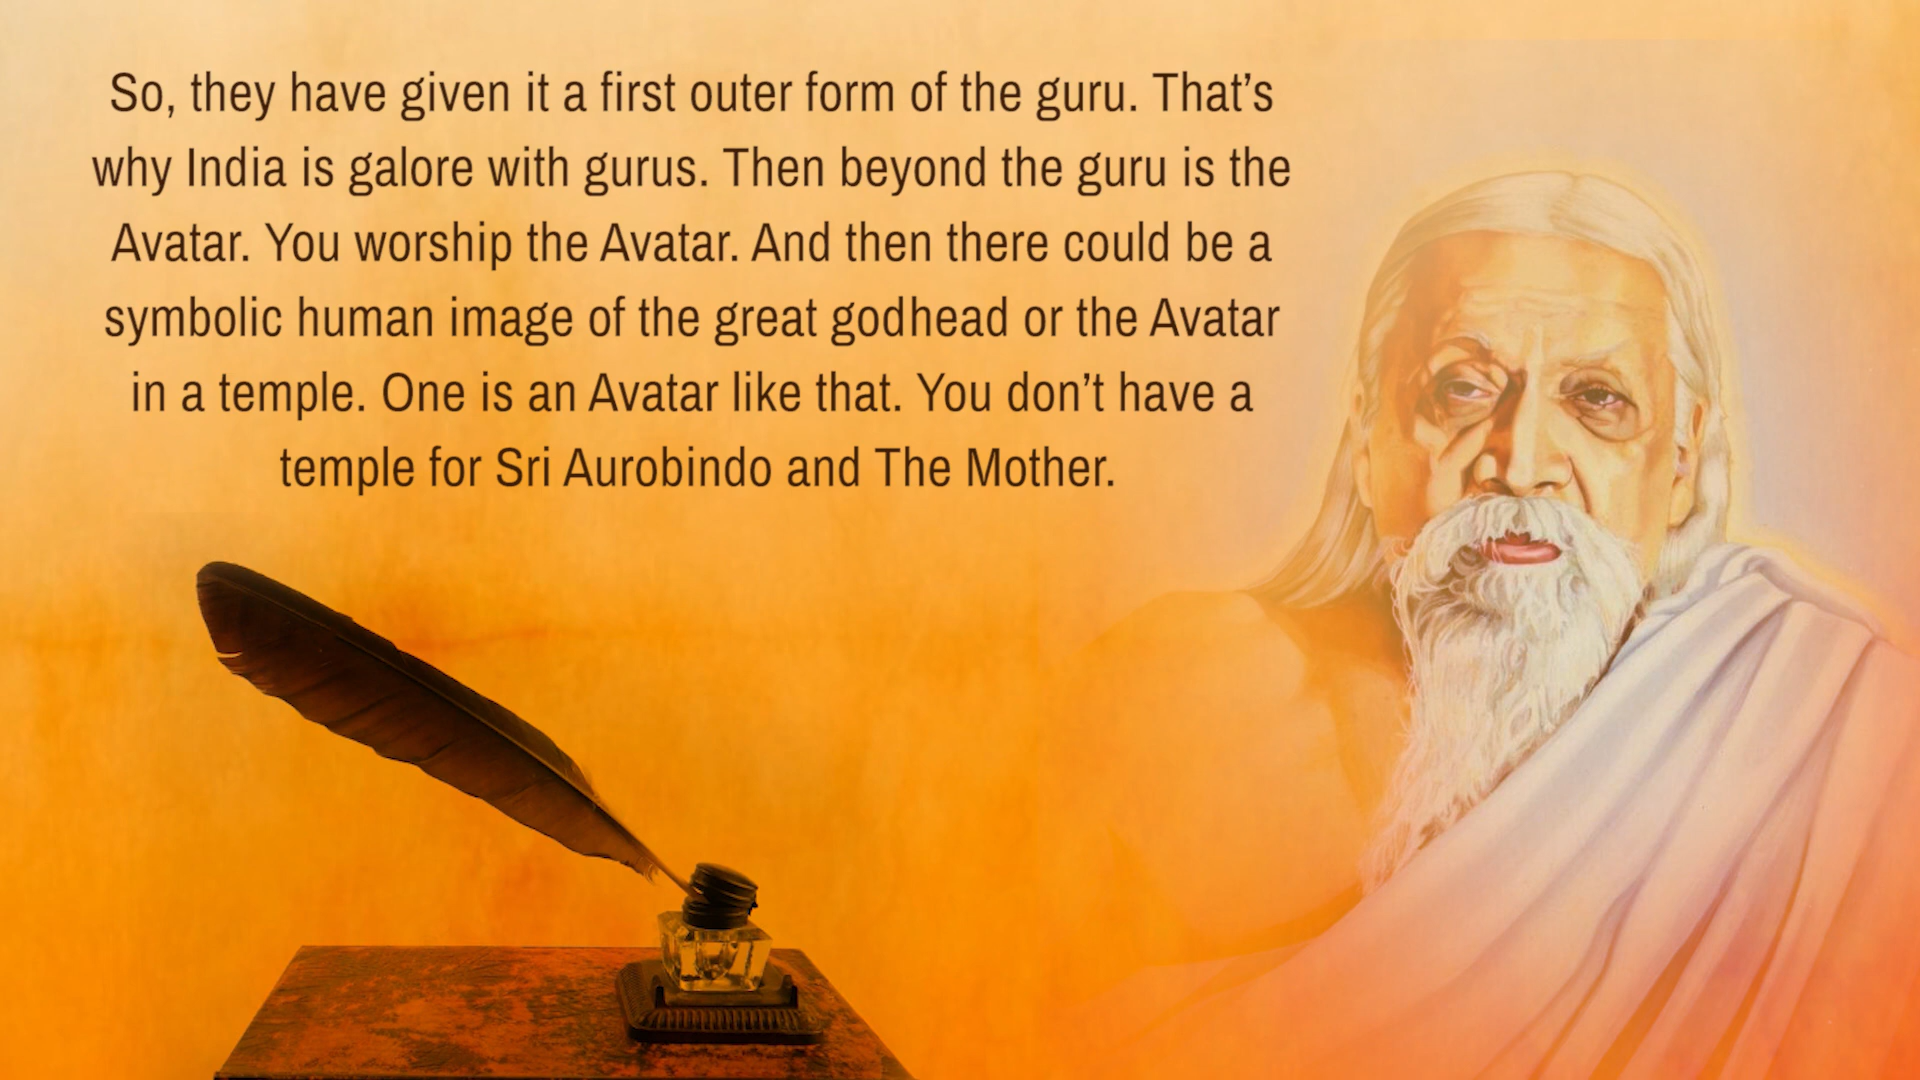 So, they have given it a first outer form of the guru. That’s
why India is galore with gurus. Then beyond the guru is the
Avatar. You worship the Avatar. And then there could be a
symbolic human image of the great godhead or the Avatar
in a temple. One is an Avatar like that. You don’t have a
temple for Sri Aurobindo and The Mother.